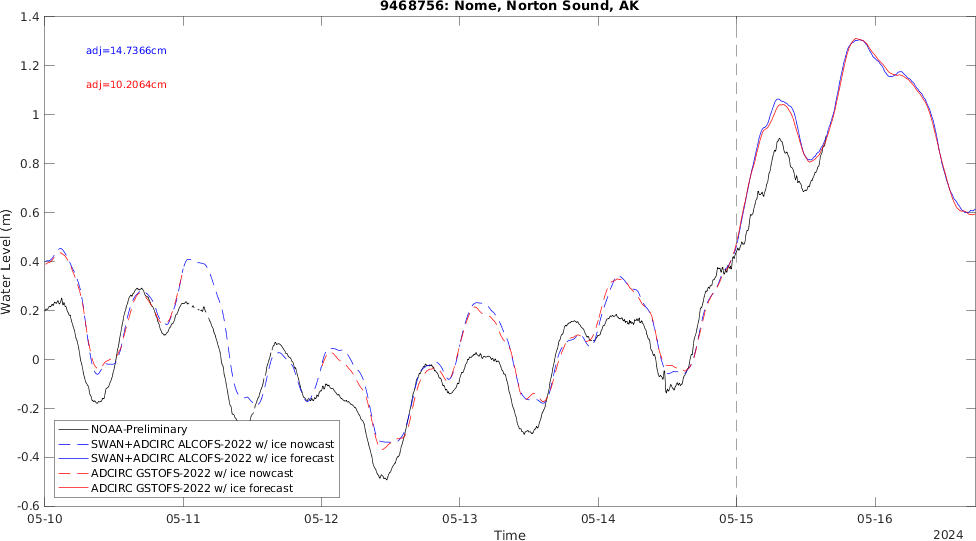 9468756: Nome, Norton Sound, AK
1.4
1.2
1
0.8
0.6
0.4
0.2
0
-0.2
-0.4
-0.6
Water Level (m)
adj=14.7366cm
adj=10.2064cm
NOAA-Preliminary
SWAN+ADCIRC ALCOFS-2022 w/ ice nowcast
SWAN+ADCIRC ALCOFS-2022 w/ ice forecast
ADCIRC GSTOFS-2022 w/ ice nowcast
ADCIRC GSTOFS-2022 w/ ice forecast
05-10 05-11 05-12 05-13 05-14 05-15 05-16
Time
2024